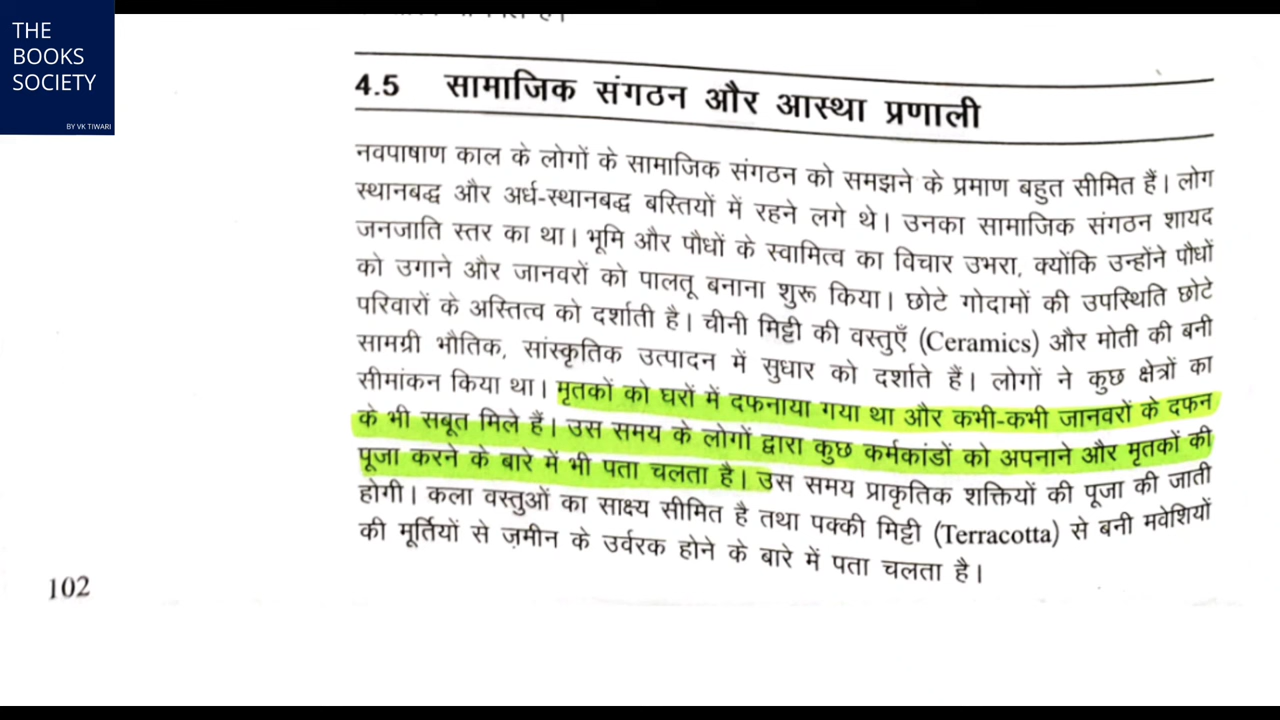 THE
BOOKS
SOCIETY
BY VK TIWARI
4.5 सामाजिक संगठन और आस्था प्रणाली
नवपाषाण काल के लोगों के सामाजिक संगठन को समझने के प्रमाण बहुत सीमित हैं। लोग
स्थानबद्ध और अर्ध-स्थानबद्ध बस्तियों में रहने लगे थे। उनका सामाजिक संगठन शायद
जनजाति स्तर का था। भूमि और पौधों के स्वामित्व का विचार उभरा, क्योंकि उन्होंने पौधों
को उगाने और जानवरों को पालतू बनाना शुरू किया। छोटे गोदामों की उपस्थिति छोटे
परिवारों के अस्तित्व को दर्शाती है। चीनी मिट्टी की वस्तुएँ (Ceramics) और मोती की बनी
सामग्री भौतिक, सांस्कृतिक उत्पादन में सुधार को दर्शाते हैं। लोगों ने कुछ क्षेत्रों का
सीमांकन किया था। मृतकों को घरों में दफनाया गया था और कभी-कभी जानवरों के दफन
के भी सबूत मिले हैं। उस समय के लोगों द्वारा कुछ कर्मकांडों को अपनाने और मृतकों की
पूजा करने के बारे में भी पता चलता है। उस समय प्राकृतिक शक्तियों की पूजा की जाती
होगी। कला वस्तुओं का साक्ष्य सीमित है तथा पक्की मिट्टी (Terracotta) से बनी मवेशियों
की मूर्तियों से ज़मीन के उर्वरक होने के बारे में पता चलता है।
102